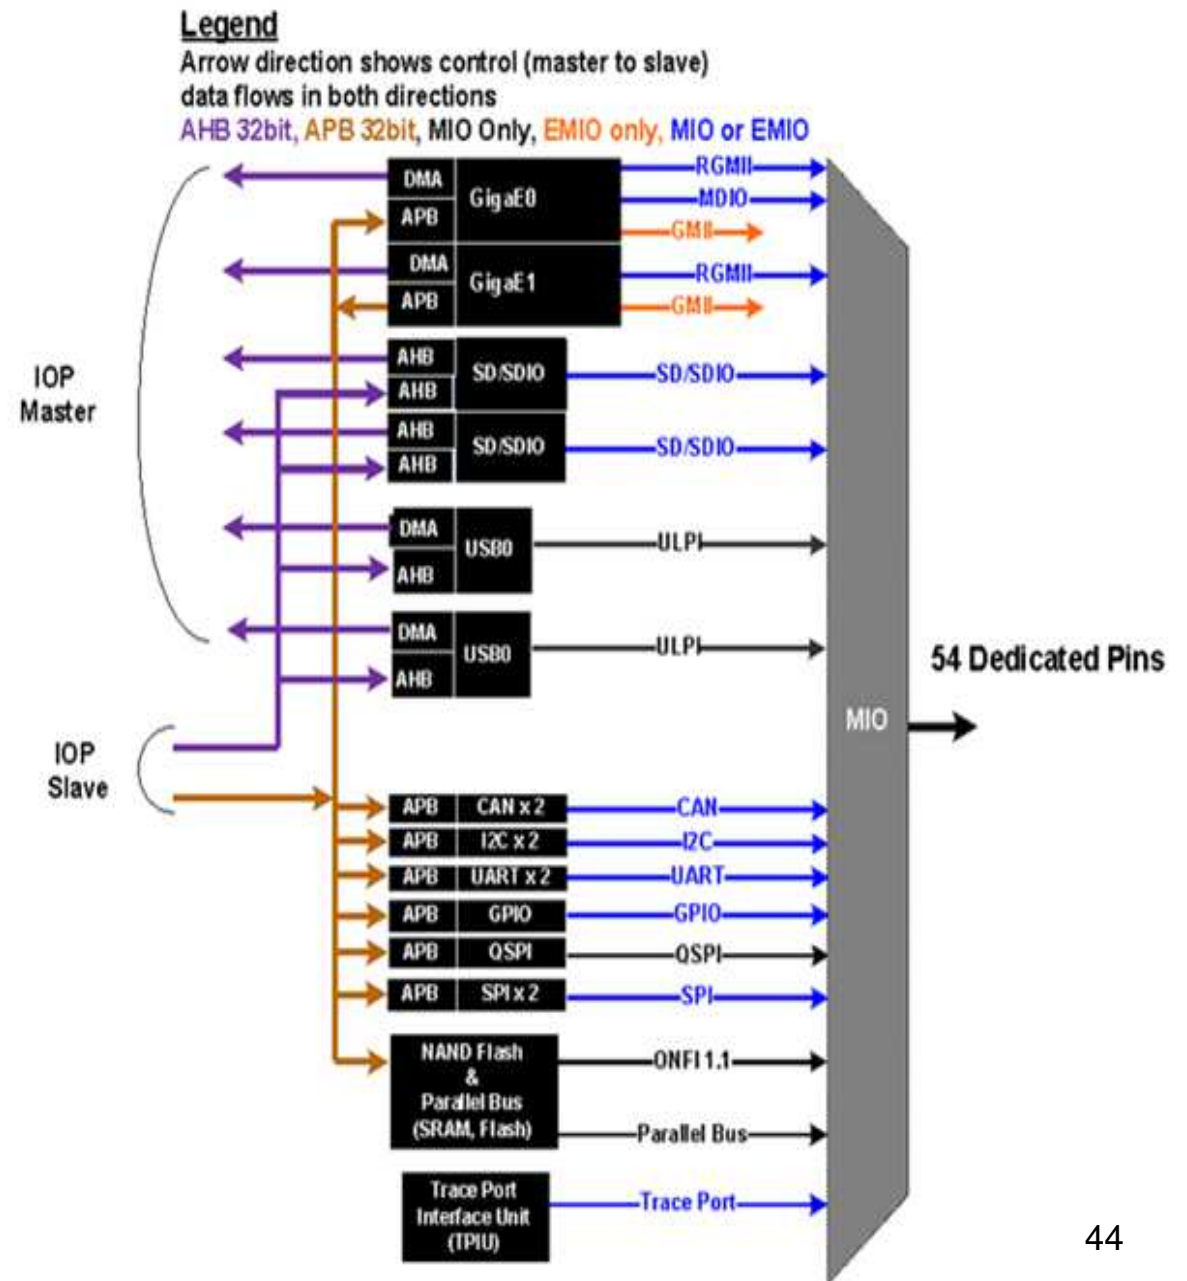 Legend
Arrow direction shows control (master to slave)
data flows in both directions
AHB 32bit, APB 32bit, MIO Only, EMIO only, MIO or EMIO
IOP
Master
DMA
APB
GigaE0
RGMII
MDIO
GMII
DMA
APB
GigaE1
RGMII
GMII
AHB
AHB
SD/SDIO
SD/SDIO
AHB
AHB
SD/SDIO
SD/SDIO
DMA
AHB
USB0
ULPI
DMA
AHB
USB0
ULPI
54 Dedicated Pins
MIO
IOP
Slave
APB CAN x 2 CAN
APB I2C x 2 I2C
APB UART x 2 UART
APB GPIO GPIO
APB QSPI QSPI
APB SPI x 2 SPI
NAND Flash
&
Parallel Bus
(SRAM, Flash)
ONFI 1.1
Parallel Bus
Trace Port
Interface Unit
(TPIU)
Trace Port
44